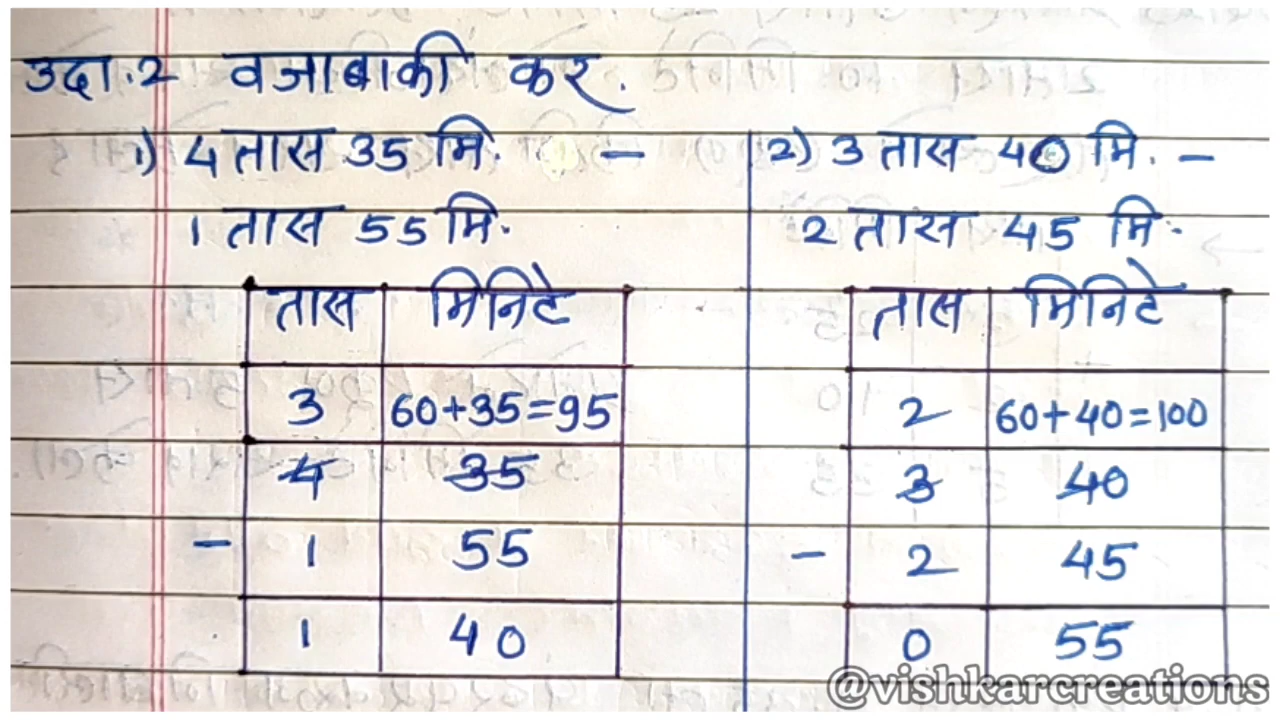 उदा.2 वजाबाकी कर.
1) 4 तास 35 मि. –
1 तास 55 मि.
तास मिनिटे
3 60+35=95
4 35
– 1 55
1 40
2) 3 तास 40 मि. –
2 तास 45 मि.
तास मिनिटे
2 60+40=100
3 40
– 2 45
0 55
@vishkarcreations